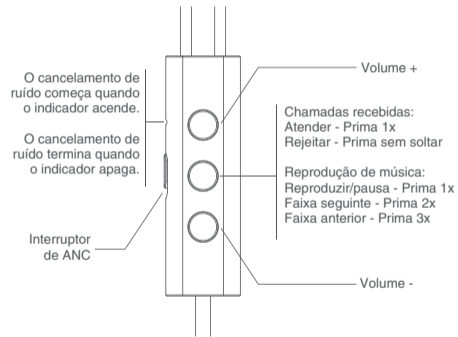 O cancelamento de
ruído começa quando
o indicador acende.
O cancelamento de
ruído termina quando
o indicador apaga.
Interruptor
de ANC
Volume +
Chamadas recebidas:
Atender - Prima 1x
Rejeitar - Prima sem soltar
Reprodução de música:
Reproduzir/pausa - Prima 1x
Faixa seguinte - Prima 2x
Faixa anterior - Prima 3x
Volume -